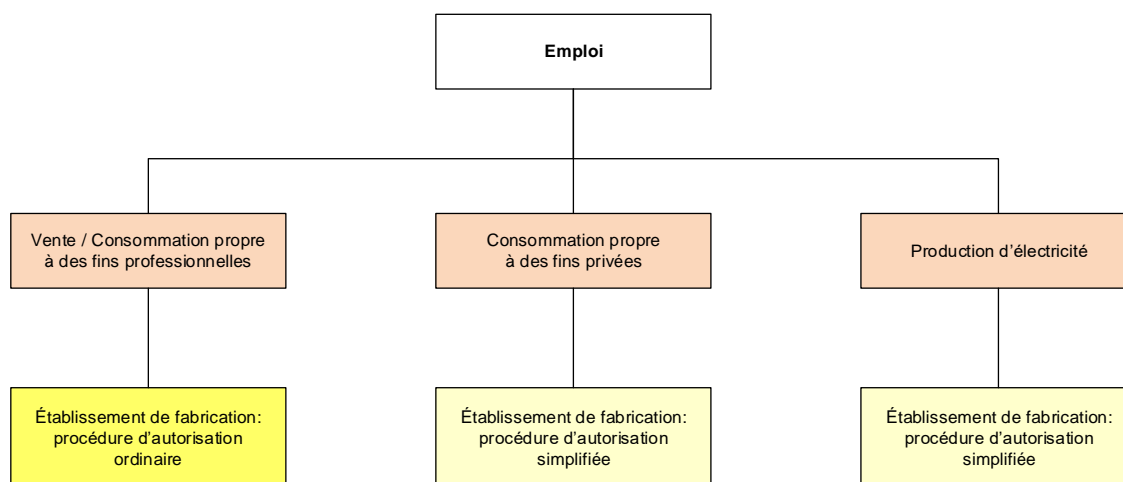 Emploi
Vente / Consommation propre
à des fins professionnelles
Consommation propre
à des fins privées
Production d’électricité
Établissement de fabrication:
procédure d’autorisation
ordinaire
Établissement de fabrication:
procédure d’autorisation
simplifiée
Établissement de fabrication:
procédure d’autorisation
simplifiée